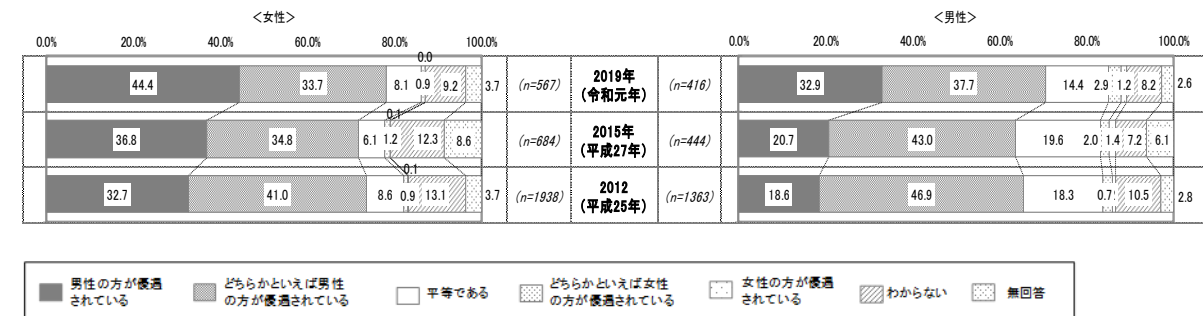 <女性>
<男性>
0.0% 20.0% 40.0% 60.0% 80.0% 100.0%
0.0% 20.0% 40.0% 60.0% 80.0% 100.0%
0.0
44.4 33.7 8.1 0.9 9.2 3.7 (n=567) 2019年 (n=416) 32.9 37.7 14.4 2.9 1.2 8.2 2.6
(令和元年)
0.1
36.8 34.8 6.1 1.2 12.3 8.6 (n=684) 2015年 (n=444) 20.7 43.0 19.6 2.0 1.4 7.2 6.1
(平成27年)
0.1
32.7 41.0 8.6 0.9 13.1 3.7 (n=1938) 2012 (n=1363) 18.6 46.9 18.3 0.7 10.5 2.8
(平成25年)
男性の方が優遇
されている
どちらかといえば男性
の方が優遇されている
平等である
どちらかといえば女性
の方が優遇されている
女性の方が優遇
されている
わからない
無回答